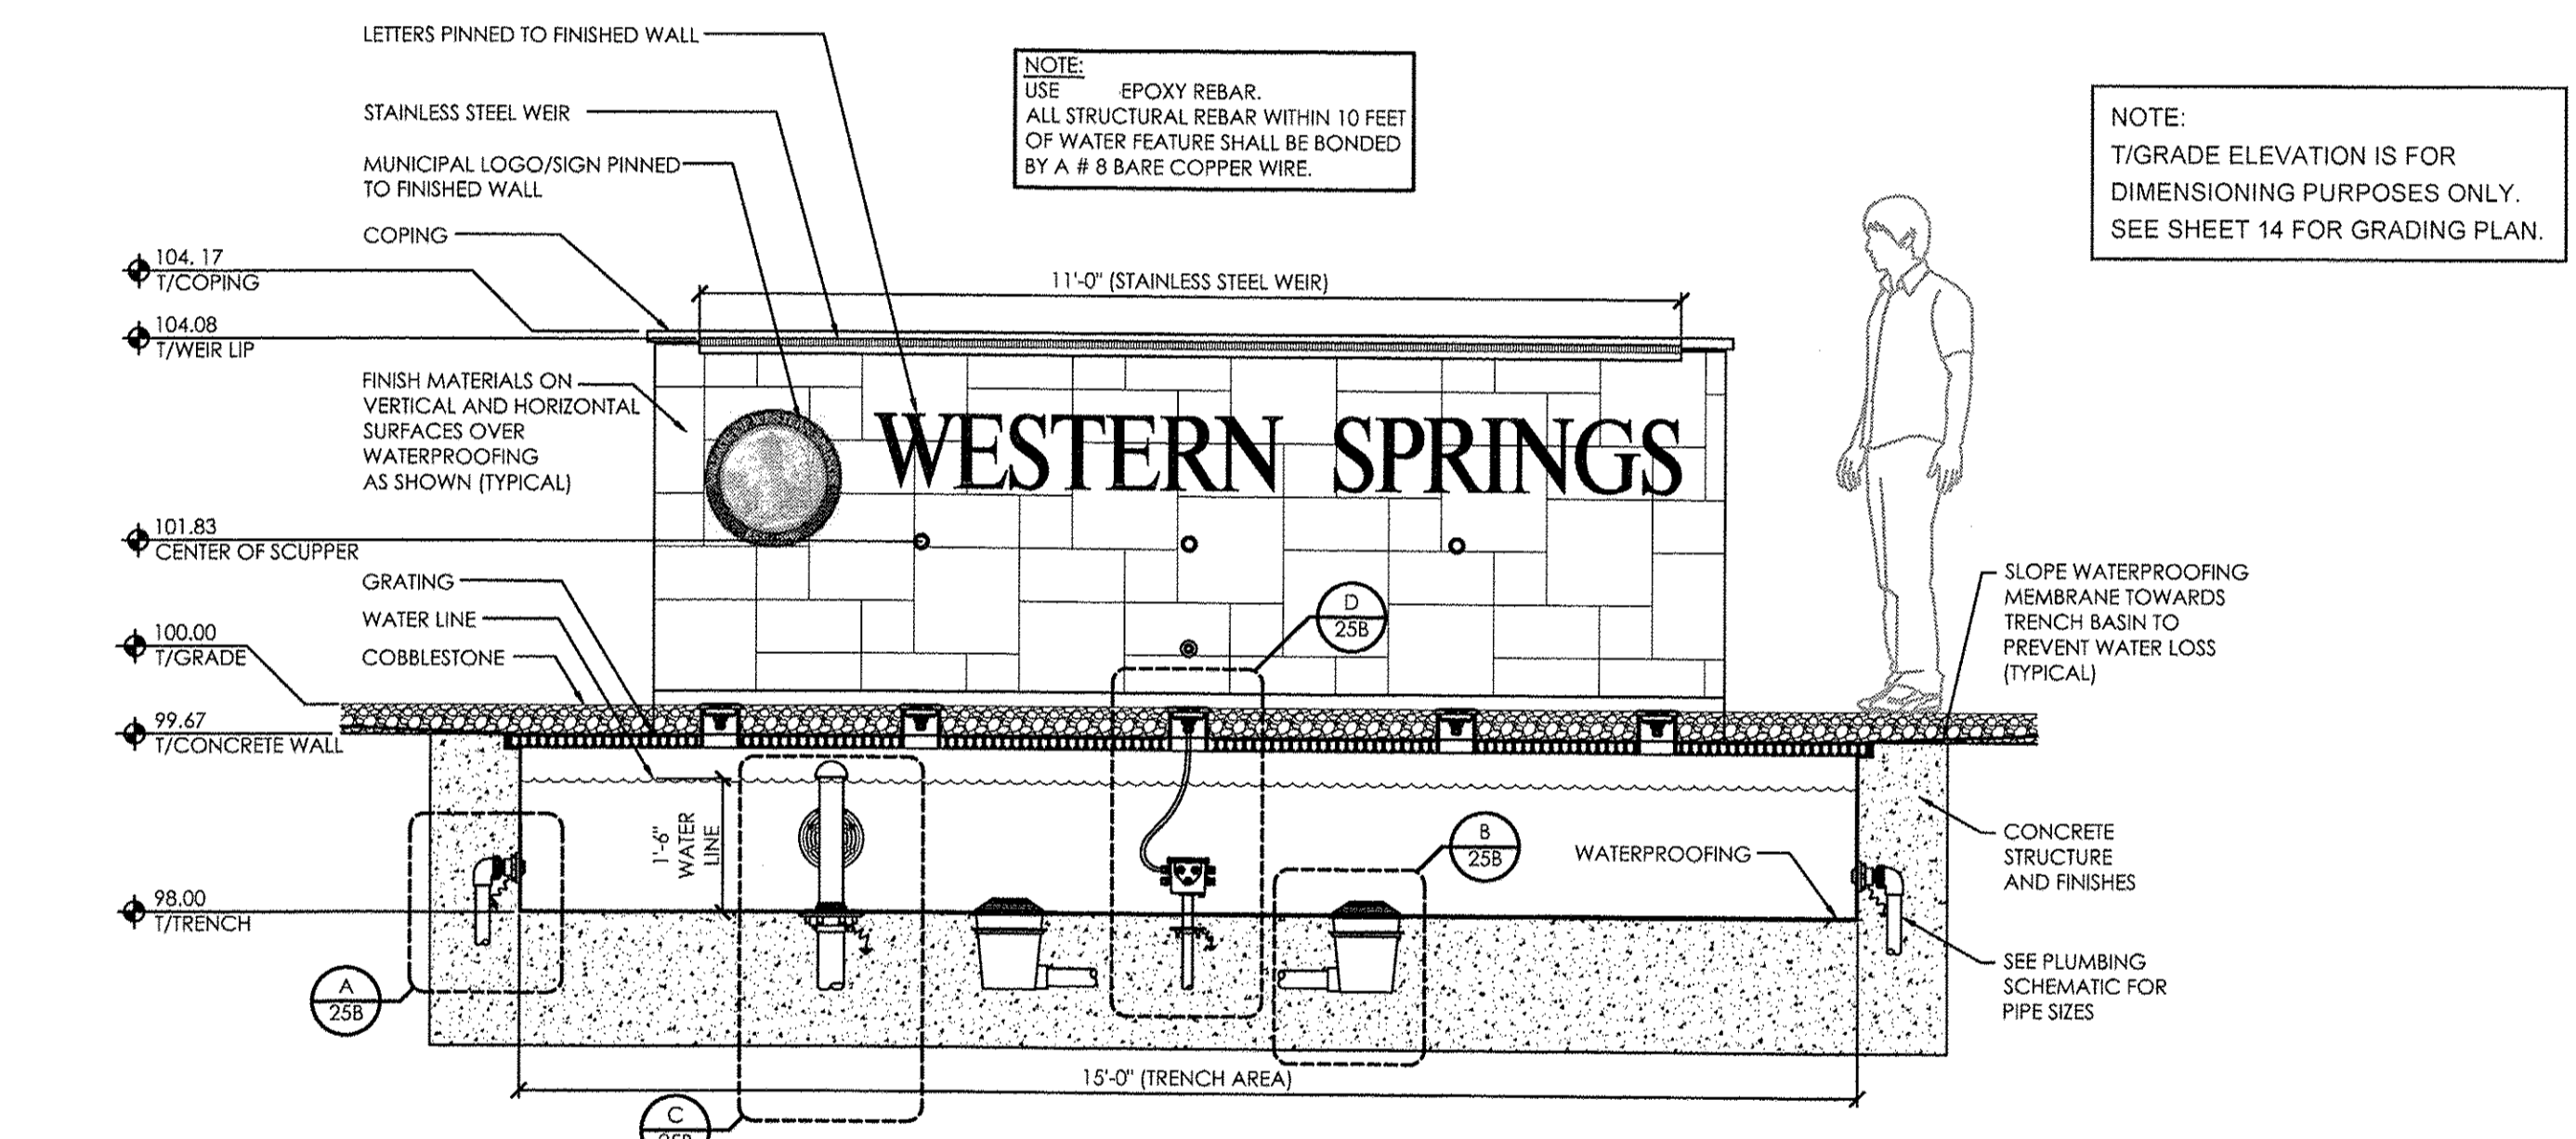 LETTERS PINNED TO FINISHED WALL
STAINLESS STEEL WEIR
MUNICIPAL LOGO/SIGN PINNED
TO FINISHED WALL
COPING
NOTE:
USE EPOXY REBAR.
ALL STRUCTURAL REBAR WITHIN 10 FEET
OF WATER FEATURE SHALL BE BONDED
BY A # 8 BARE COPPER WIRE.
NOTE:
T/GRADE ELEVATION IS FOR
DIMENSIONING PURPOSES ONLY.
SEE SHEET 14 FOR GRADING PLAN.
104.17
T/COPING
11'-0" (STAINLESS STEEL WEIR)
104.08
T/WEIR LIP
FINISH MATERIALS ON
VERTICAL AND HORIZONTAL
SURFACES OVER
WATERPROOFING
AS SHOWN (TYPICAL)
WESTERN SPRINGS
101.83
CENTER OF SCUPPER
GRATING
WATER LINE
COBBLESTONE
100.00
T/GRADE
99.67
T/CONCRETE WALL
D
25B
SLOPE WATERPROOFING
MEMBRANE TOWARDS
TRENCH BASIN TO
PREVENT WATER LOSS
(TYPICAL)
1'-6"
WATER
LINE
B
25B
WATERPROOFING
CONCRETE
STRUCTURE
AND FINISHES
98.00
T/TRENCH
A
25B
SEE PLUMBING
SCHEMATIC FOR
PIPE SIZES
15'-0" (TRENCH AREA)
C
25B